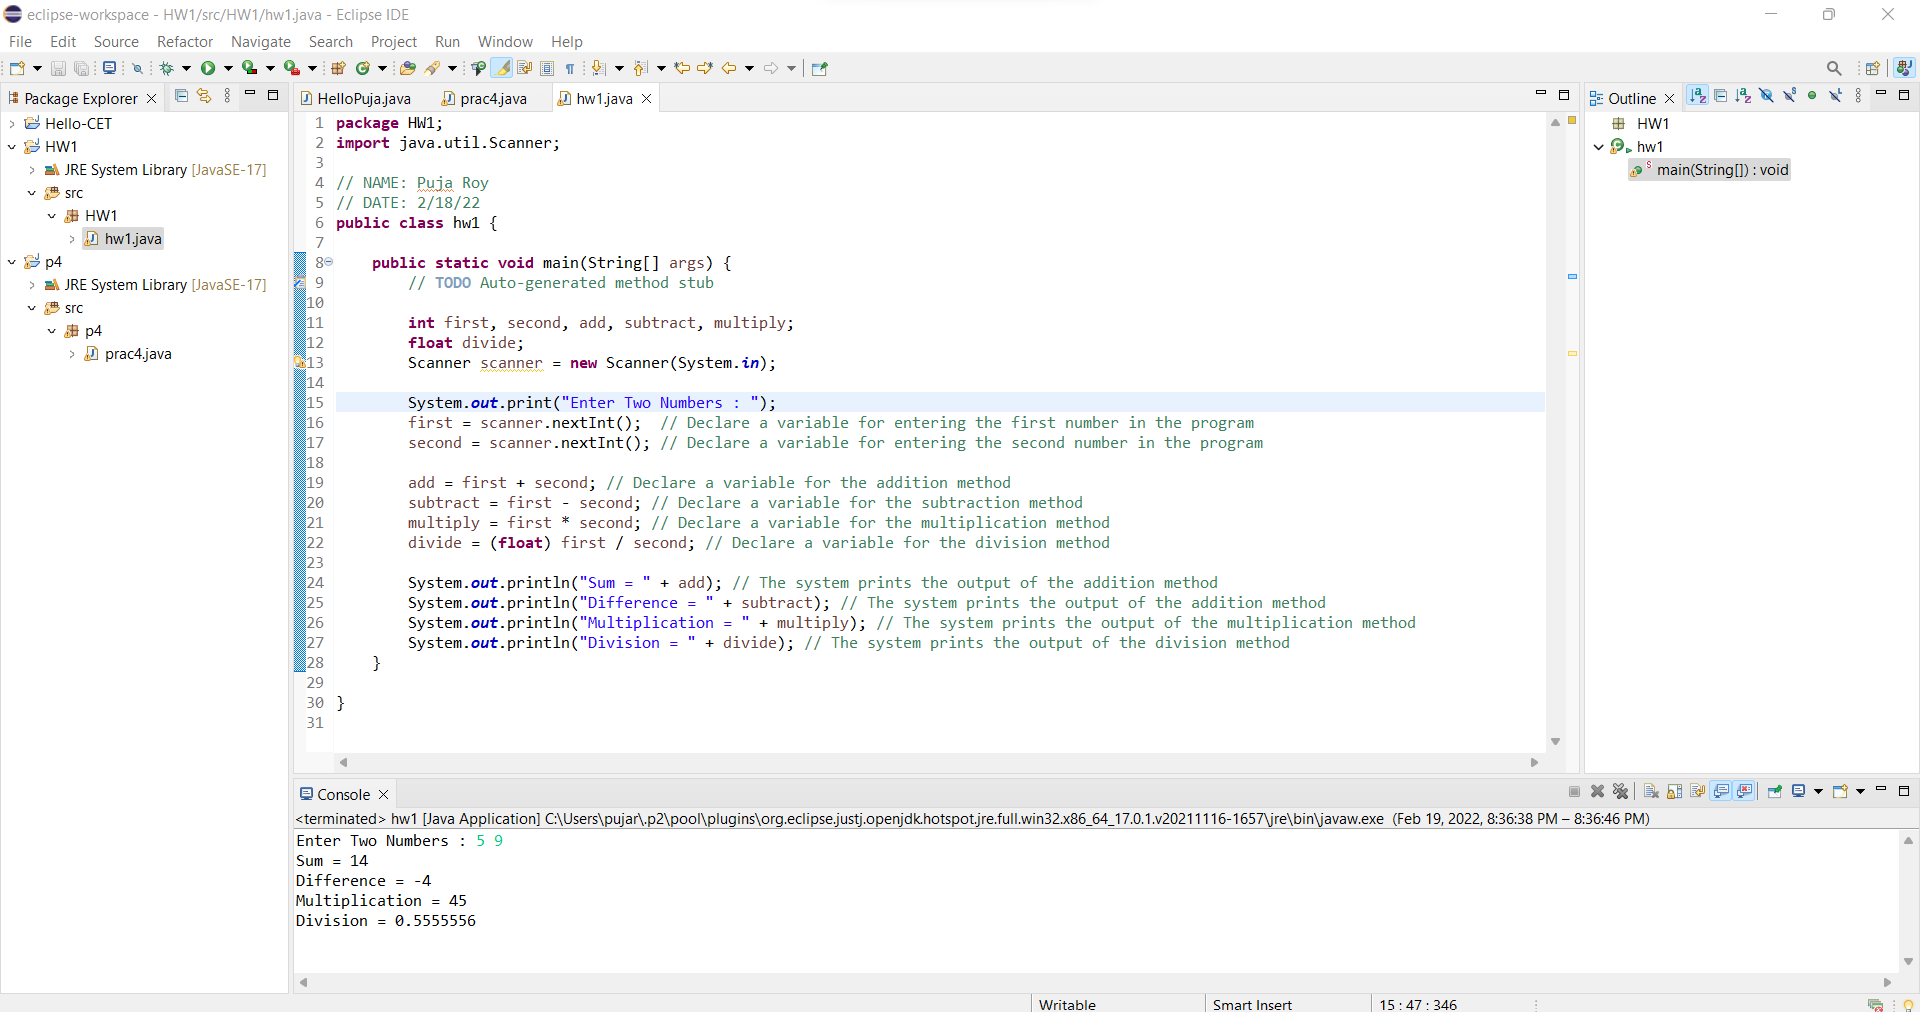 eclipse-workspace - HW1/src/HW1/hw1.java - Eclipse IDE
File Edit Source Refactor Navigate Search Project Run Window Help
Package Explorer
Hello-CET
HW1
JRE System Library [JavaSE-17]
src
HW1
hw1.java
p4
JRE System Library [JavaSE-17]
src
p4
prac4.java
HelloPuja.java prac4.java hw1.java
1 package HW1;
2 import java.util.Scanner;
3
4 // NAME: Puja Roy
5 // DATE: 2/18/22
6 public class hw1 {
7
8 public static void main(String[] args) {
9 // TODO Auto-generated method stub
10
11 int first, second, add, subtract, multiply;
12 float divide;
13 Scanner scanner = new Scanner(System.in);
14
15 System.out.print("Enter Two Numbers : ");
16 first = scanner.nextInt();  // Declare a variable for entering the first number in the program
17 second = scanner.nextInt(); // Declare a variable for entering the second number in the program
18
19 add = first + second; // Declare a variable for the addition method
20 subtract = first - second; // Declare a variable for the subtraction method
21 multiply = first * second; // Declare a variable for the multiplication method
22 divide = (float) first / second; // Declare a variable for the division method
23
24 System.out.println("Sum = " + add); // The system prints the output of the addition method
25 System.out.println("Difference = " + subtract); // The system prints the output of the addition method
26 System.out.println("Multiplication = " + multiply); // The system prints the output of the multiplication method
27 System.out.println("Division = " + divide); // The system prints the output of the division method
28 }
29
30 }
31
Outline
HW1
hw1
main(String[]) : void
Console
<terminated> hw1 [Java Application] C:\Users\pujar\.p2\pool\plugins\org.eclipse.justj.openjdk.hotspot.jre.full.win32.x86_64_17.0.1.v20211116-1657\jre\bin\javaw.exe (Feb 19, 2022, 8:36:38 PM – 8:36:46 PM)
Enter Two Numbers : 5 9
Sum = 14
Difference = -4
Multiplication = 45
Division = 0.5555556
Writable Smart Insert 15 : 47 : 346